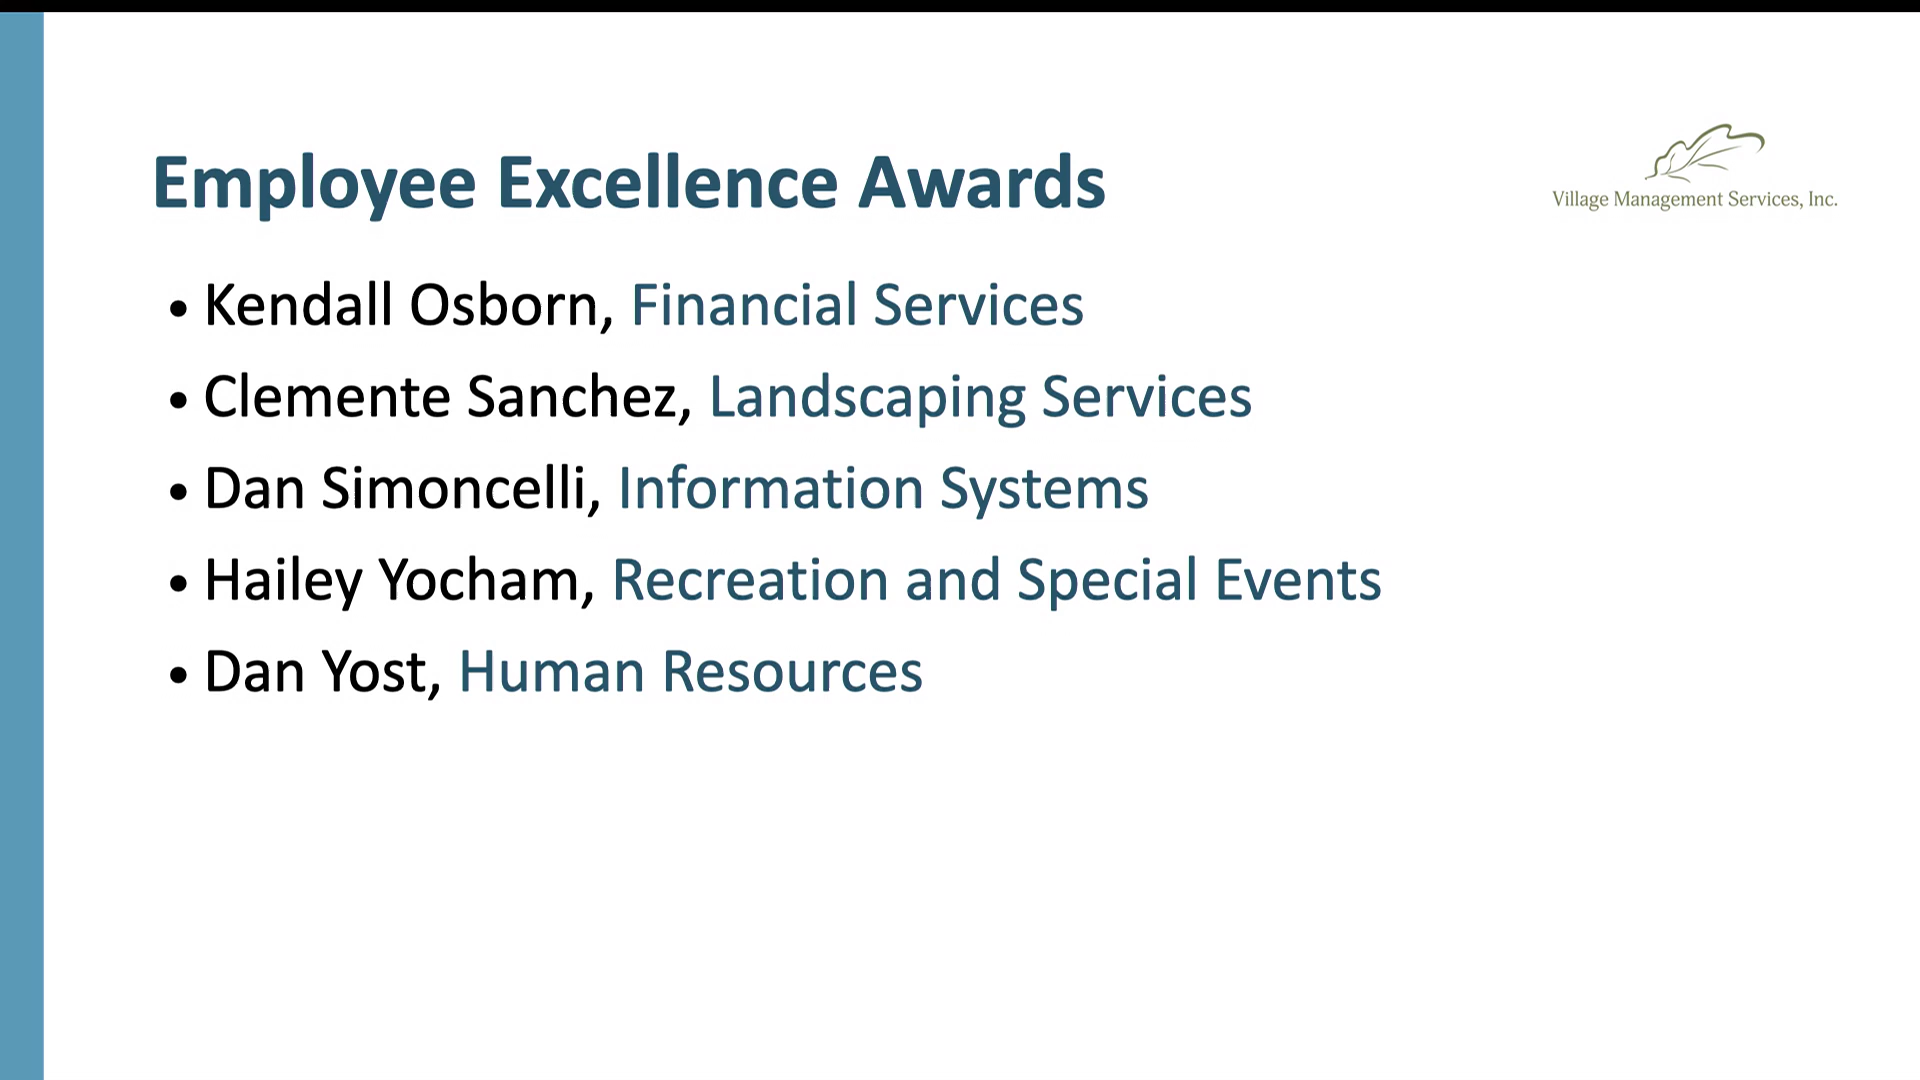 Employee Excellence Awards
Village Management Services, Inc.
• Kendall Osborn, Financial Services
• Clemente Sanchez, Landscaping Services
• Dan Simoncelli, Information Systems
• Hailey Yocham, Recreation and Special Events
• Dan Yost, Human Resources